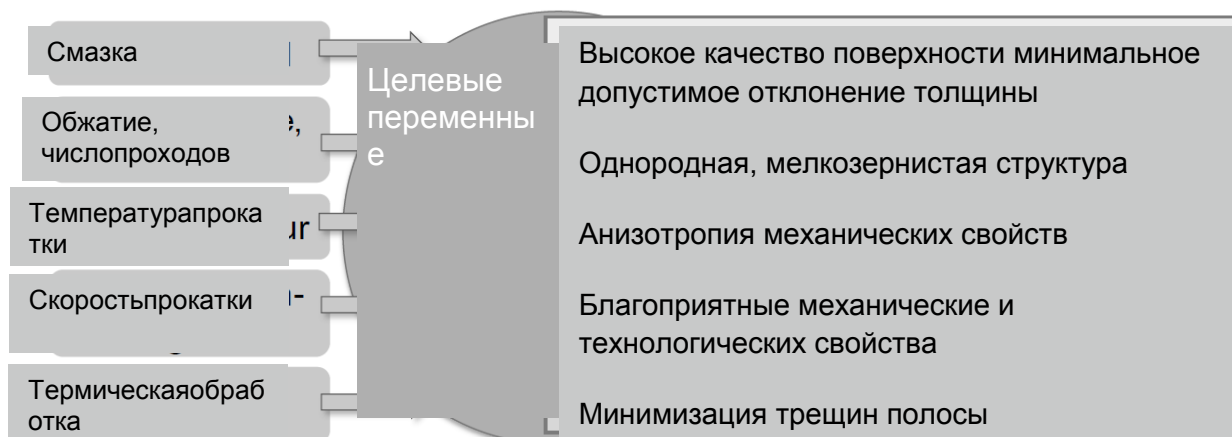 Смазка
Обжатие,
числопроходов
Температурапрока
тки
Скоростьпрокатки
Термическаяобраб
отка
Целевые
переменны
е
Высокое качество поверхности минимальное
допустимое отклонение толщины
Однородная, мелкозернистая структура
Анизотропия механических свойств
Благоприятные механические и
технологических свойства
Минимизация трещин полосы